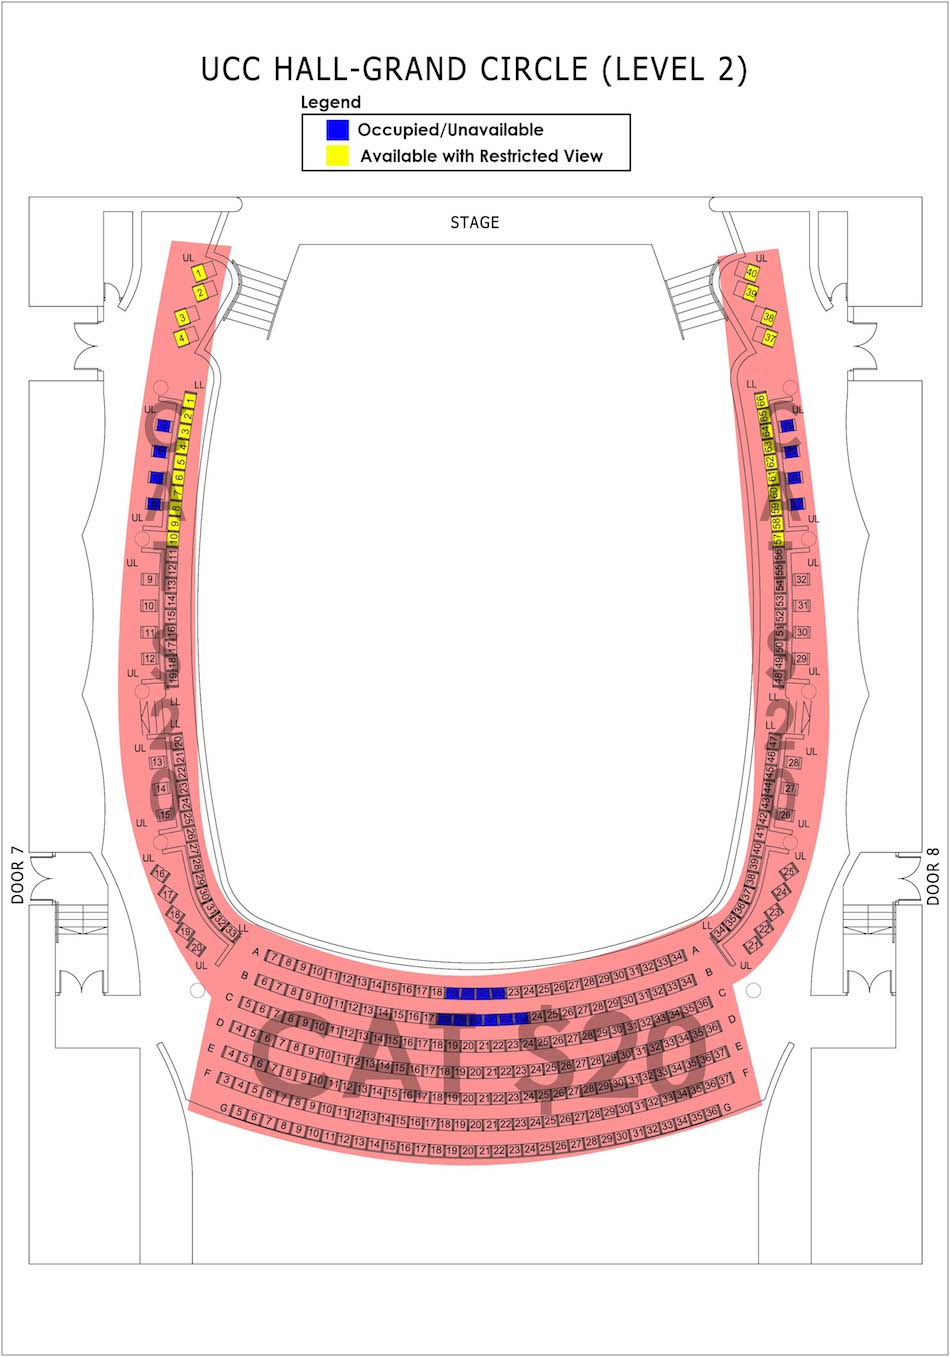 UCC HALL-GRAND CIRCLE (LEVEL 2)
Legend
Occupied/Unavailable
Available with Restricted View
STAGE
UL
1
2
3
4
UL
40
39
38
37
LL
1
2
3
4
5
6
7
8
9
10
11
12
13
14
15
16
17
18
19
LL
UL
UL
UL
9
10
11
12
UL
LL
20
21
22
23
24
25
26
27
28
29
30
31
32
33
LL
UL
13
14
15
UL
UL
16
17
18
19
20
UL
CAT $20
LL
66
65
64
63
62
61
60
59
58
57
56
55
54
53
52
51
50
49
48
LL
UL
UL
UL
32
31
30
29
UL
LL
47
46
45
44
43
42
41
40
39
38
37
36
35
34
LL
UL
28
27
26
UL
UL
25
24
23
22
21
UL
CAT $20
DOOR 7
DOOR 8
A 7 8 9 10 11 12 13 14 15 16 17 18 23 24 25 26 27 28 29 30 31 32 33 34 A
B 6 7 8 9 10 11 12 13 14 15 16 17 24 25 26 27 28 29 30 31 32 33 34 B
C 5 6 7 8 9 10 11 12 13 14 15 16 17 18 19 20 21 22 23 24 25 26 27 28 29 30 31 32 33 34 35 36 C
D 4 5 6 7 8 9 10 11 12 13 14 15 16 17 18 19 20 21 22 23 24 25 26 27 28 29 30 31 32 33 34 35 36 D
E 4 5 6 7 8 9 10 11 12 13 14 15 16 17 18 19 20 21 22 23 24 25 26 27 28 29 30 31 32 33 34 35 36 37 E
F 3 4 5 6 7 8 9 10 11 12 13 14 15 16 17 18 19 20 21 22 23 24 25 26 27 28 29 30 31 32 33 34 35 36 37 F
G 5 6 7 8 9 10 11 12 13 14 15 16 17 18 19 20 21 22 23 24 25 26 27 28 29 30 31 32 33 34 35 36 G
CAT $20